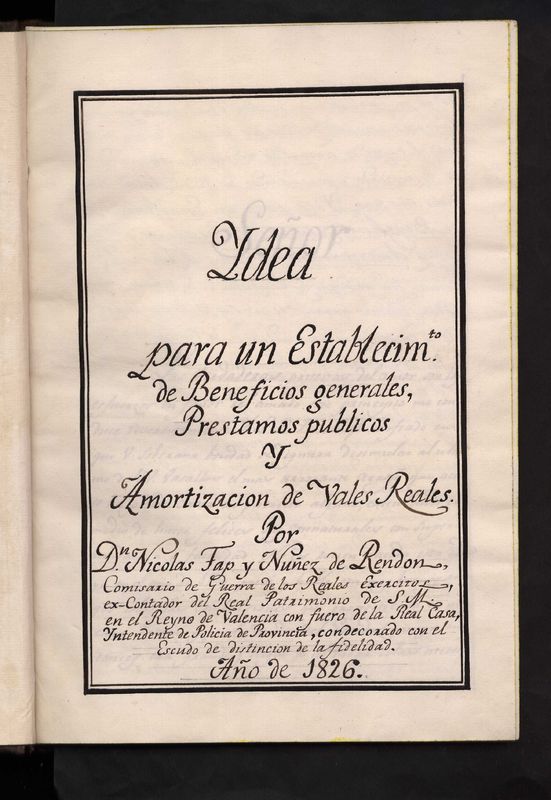 Ydea
para un Establecim.to
de Beneficios generales,
Prestamos publicos
Y
Amortizacion de Vales Reales.
Por
D.n Nicolas Fap y Nuñez de Rendon,
Comisario de Guerra de los Reales Exercitos,
ex-Contador del Real Patrimonio de S.M.
en el Reyno de Valencia con fuero de la Real Casa,
Yntendente de Policia de Provincia, condecorado con el
Escudo de distincion de la fidelidad.
Año de 1826.
Señor